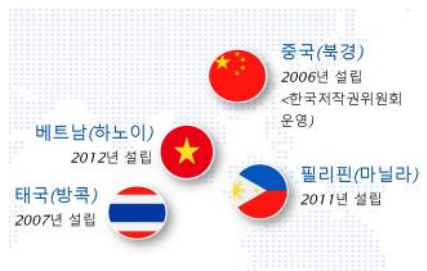 중국(북경)
2006년 설립
<한국저작권위원회
운영)
베트남(하노이)
2012년 설립
필리핀(마닐라)
2011년 설립
태국(방콕)
2007년 설립